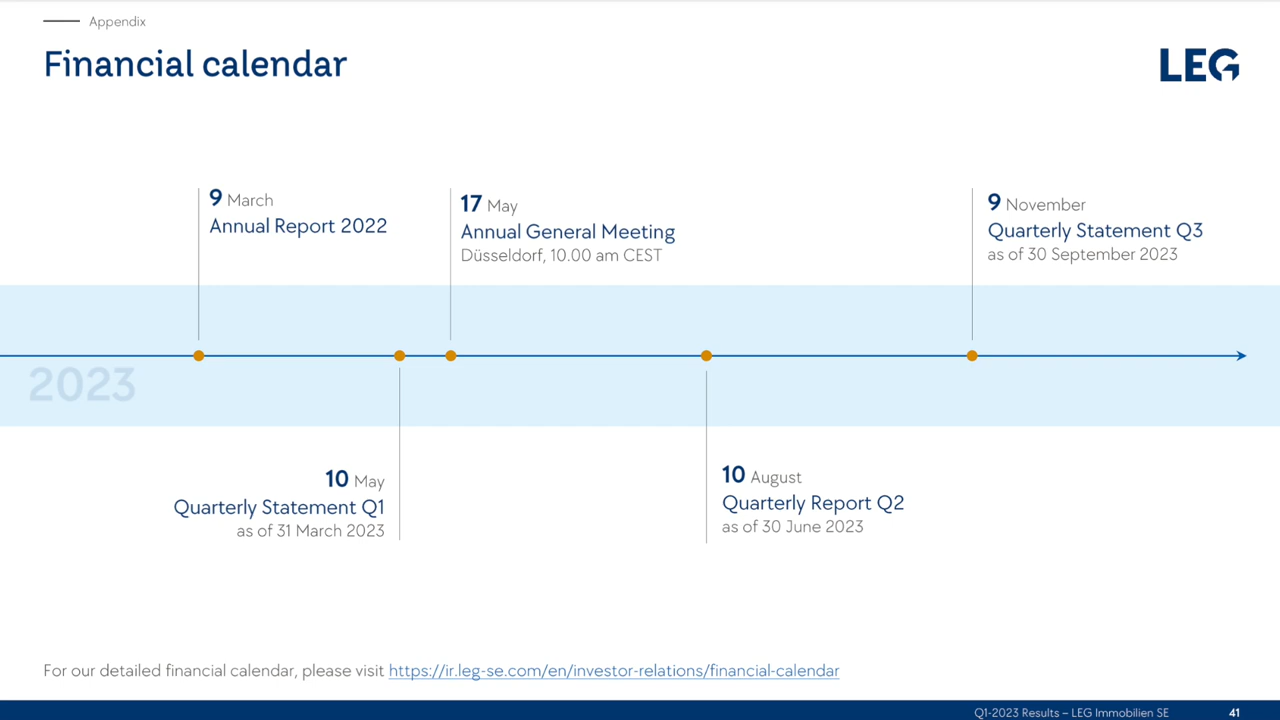 Appendix
Financial calendar
LEG
9 March
Annual Report 2022
17 May
Annual General Meeting
Düsseldorf, 10.00 am CEST
9 November
Quarterly Statement Q3
as of 30 September 2023
2023
10 May
Quarterly Statement Q1
as of 31 March 2023
10 August
Quarterly Report Q2
as of 30 June 2023
For our detailed financial calendar, please visit https://ir.leg-se.com/en/investor-relations/financial-calendar
Q1-2023 Results – LEG Immobilien SE 41